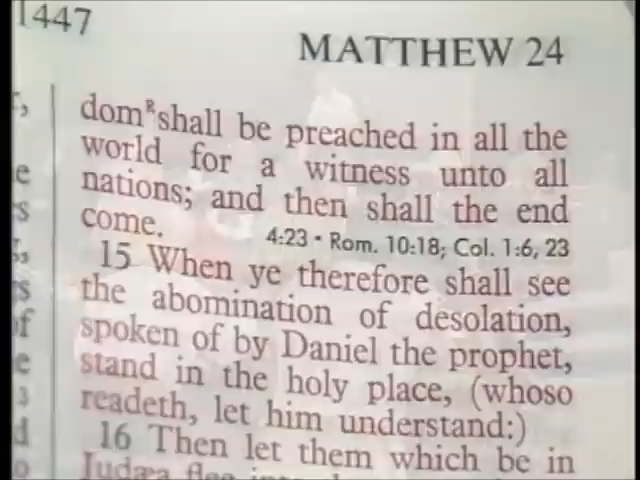 1447
MATTHEW 24
domᴿshall be preached in all the
world for a witness unto all
nations; and then shall the end
come. 4:23 • Rom. 10:18; Col. 1:6, 23
15 When ye therefore shall see
the abomination of desolation,
spoken of by Daniel the prophet,
stand in the holy place, (whoso
readeth, let him understand:)
16 Then let them which be in
Judæa flee